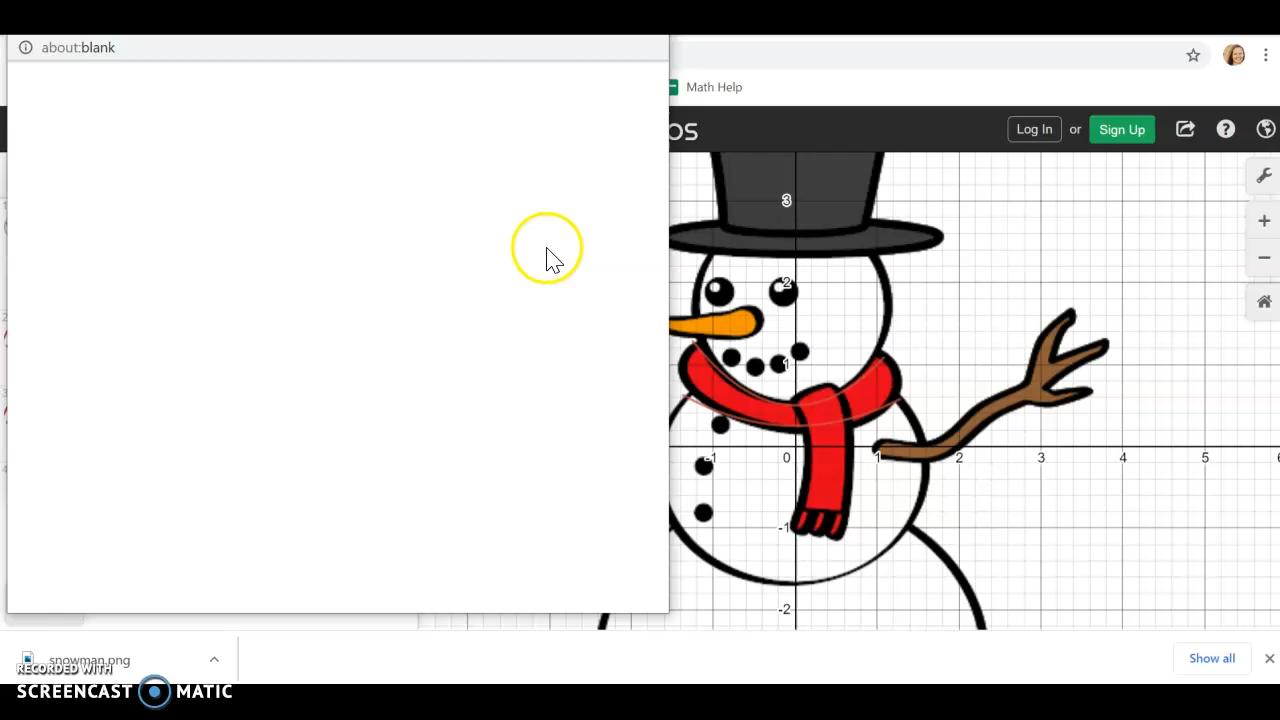 about:blank
Math Help
os
Log In or Sign Up
3
2
1
-1 0 1 2 3 4 5 6
-1
-2
snowman.png
Show all
RECORDED WITH
SCREENCAST MATIC